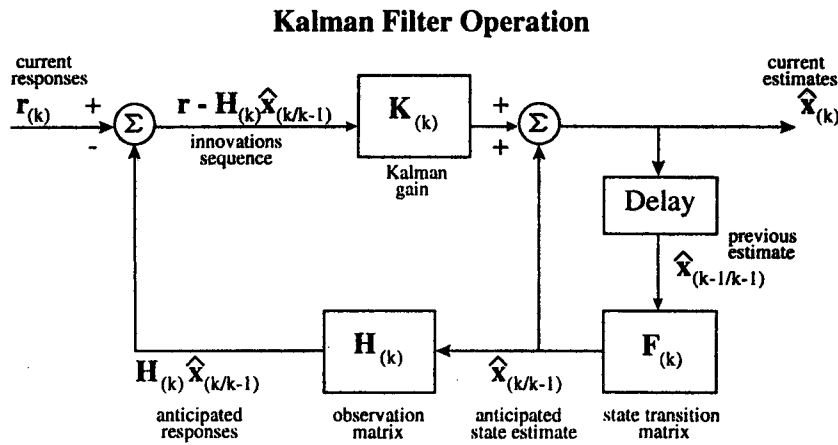 Kalman Filter Operation
current
responses
r(k)
+
-
Σ
r - H(k) x̂(k/k-1)
innovations
sequence
K(k)
Kalman
gain
+
+
Σ
current
estimates
x̂(k)
Delay
previous
estimate
x̂(k-1/k-1)
F(k)
state transition
matrix
x̂(k/k-1)
anticipated
state estimate
H(k)
observation
matrix
H(k) x̂(k/k-1)
anticipated
responses